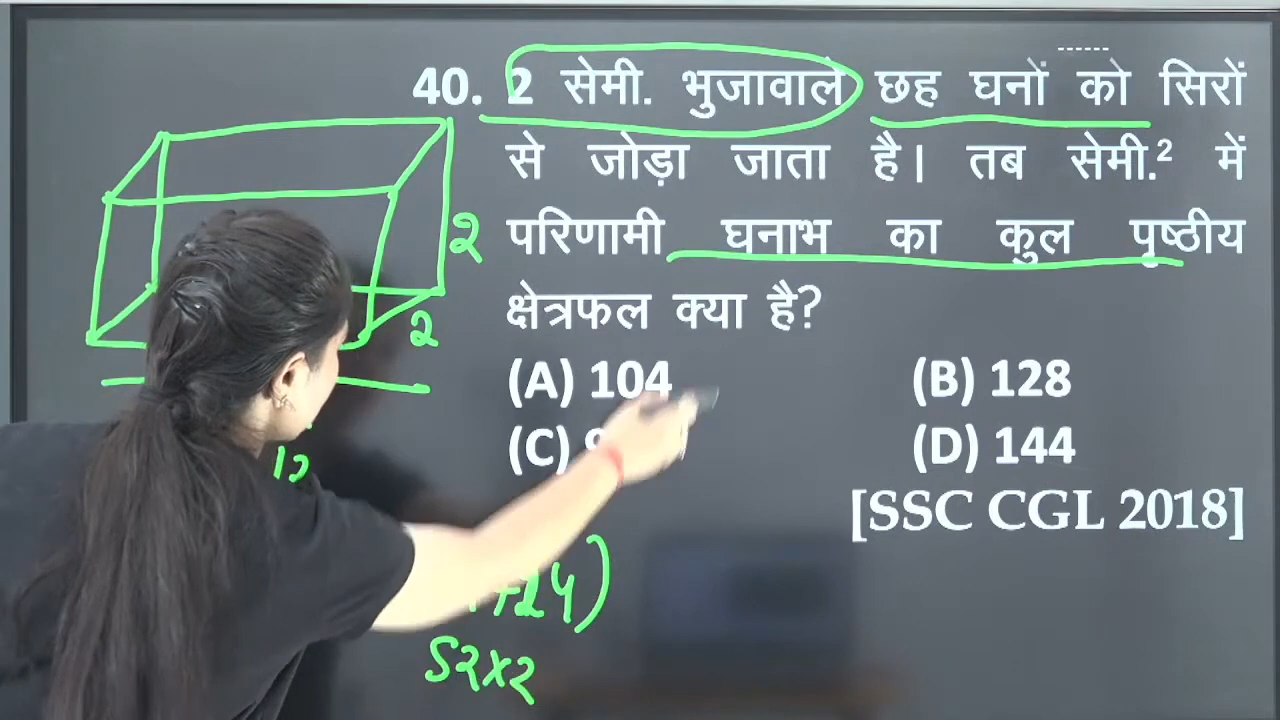 40. 2 सेमी. भुजावाले छह घनों को सिरों
से जोड़ा जाता है। तब सेमी.² में
परिणामी घनाभ का कुल पृष्ठीय
क्षेत्रफल क्या है?
(A) 104 (B) 128
(C) (D) 144
[SSC CGL 2018]
2
2
12
+24)
52×2